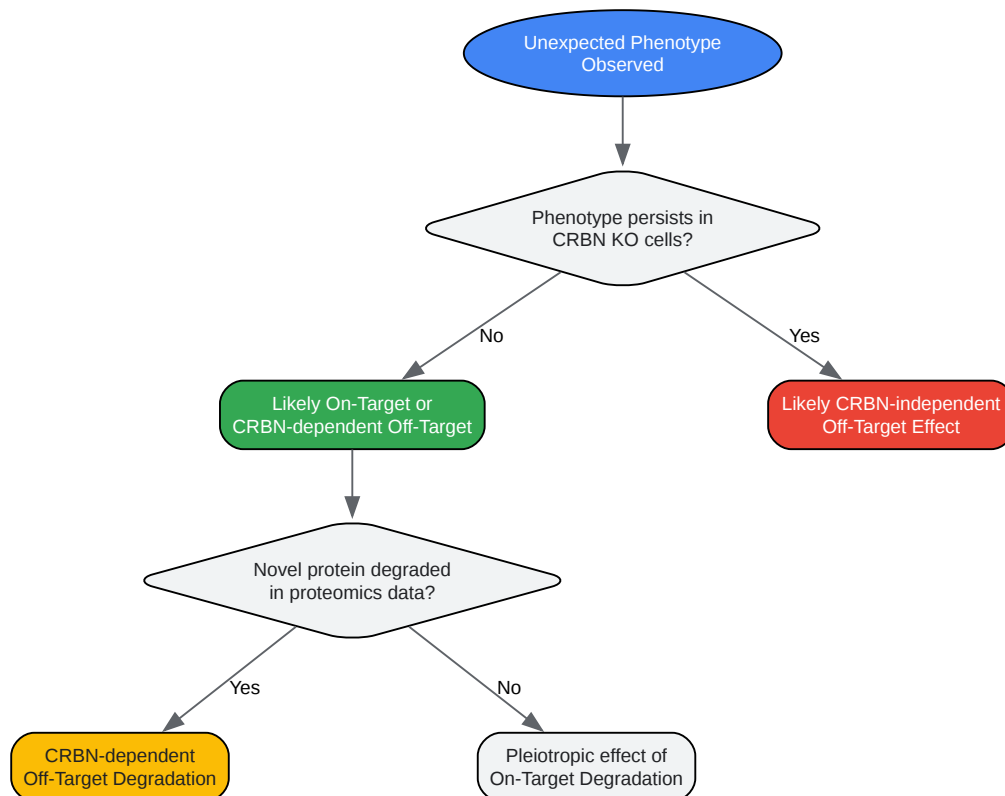 Unexpected Phenotype
Observed
Phenotype persists in
CRBN KO cells?
No
Yes
Likely On-Target or
CRBN-dependent Off-Target
Likely CRBN-independent
Off-Target Effect
Novel protein degraded
in proteomics data?
Yes
No
CRBN-dependent
Off-Target Degradation
Pleiotropic effect of
On-Target Degradation